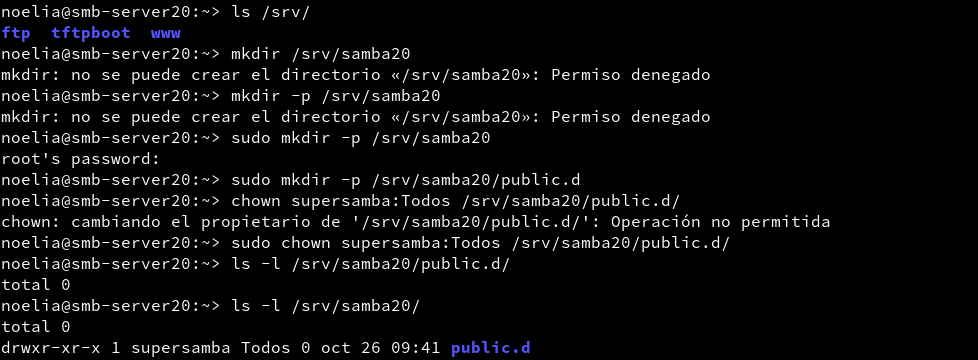 noelia@smb-server20:~> ls /srv/
ftp  tftpboot  www
noelia@smb-server20:~> mkdir /srv/samba20
mkdir: no se puede crear el directorio «/srv/samba20»: Permiso denegado
noelia@smb-server20:~> mkdir -p /srv/samba20
mkdir: no se puede crear el directorio «/srv/samba20»: Permiso denegado
noelia@smb-server20:~> sudo mkdir -p /srv/samba20
root's password:
noelia@smb-server20:~> sudo mkdir -p /srv/samba20/public.d
noelia@smb-server20:~> chown supersamba:Todos /srv/samba20/public.d/
chown: cambiando el propietario de '/srv/samba20/public.d/': Operación no permitida
noelia@smb-server20:~> sudo chown supersamba:Todos /srv/samba20/public.d/
noelia@smb-server20:~> ls -l /srv/samba20/public.d/
total 0
noelia@smb-server20:~> ls -l /srv/samba20/
total 0
drwxr-xr-x 1 supersamba Todos 0 oct 26 09:41 public.d